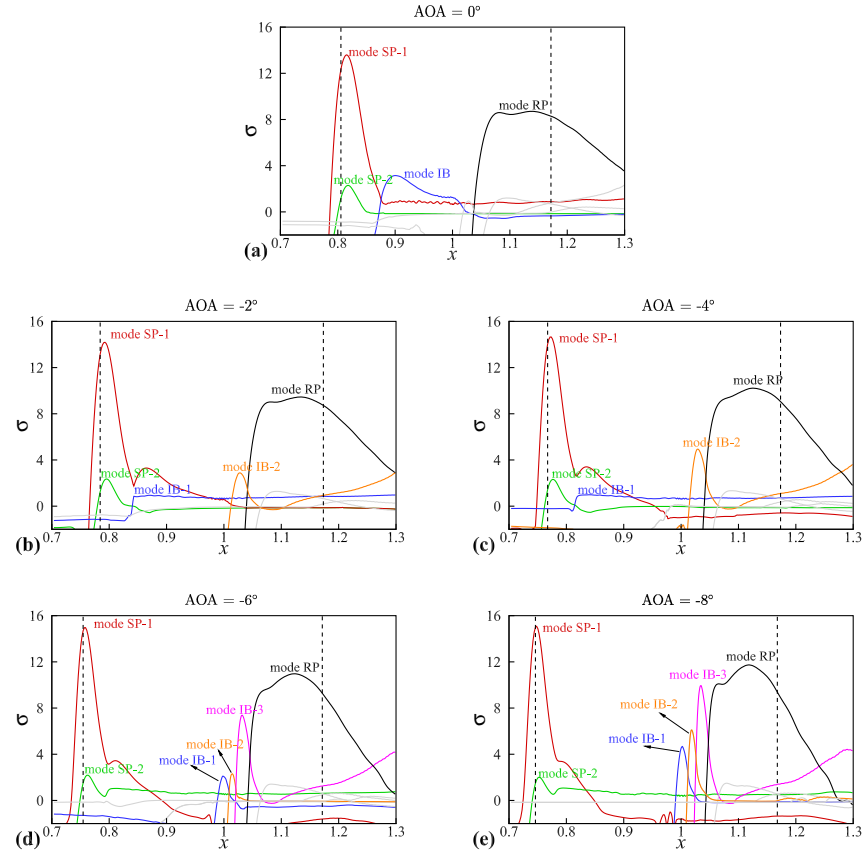 AOA = 0°
16
12
8
4
0
σ
mode SP-1
mode SP-2
mode IB
mode RP
0.7 0.8 0.9 1 1.1 1.2 1.3
(a) x
AOA = -2°
16
12
8
4
0
σ
mode SP-1
mode SP-2
mode IB-1
mode IB-2
mode RP
0.7 0.8 0.9 1 1.1 1.2 1.3
(b) x
AOA = -4°
16
12
8
4
0
σ
mode SP-1
mode SP-2
mode IB-1
mode IB-2
mode RP
0.7 0.8 0.9 1 1.1 1.2 1.3
(c) x
AOA = -6°
16
12
8
4
0
σ
mode SP-1
mode SP-2
mode IB-1
mode IB-2
mode IB-3
mode RP
0.7 0.8 0.9 1 1.1 1.2 1.3
(d) x
AOA = -8°
16
12
8
4
0
σ
mode SP-1
mode SP-2
mode IB-1
mode IB-2
mode IB-3
mode RP
0.7 0.8 0.9 1 1.1 1.2 1.3
(e) x